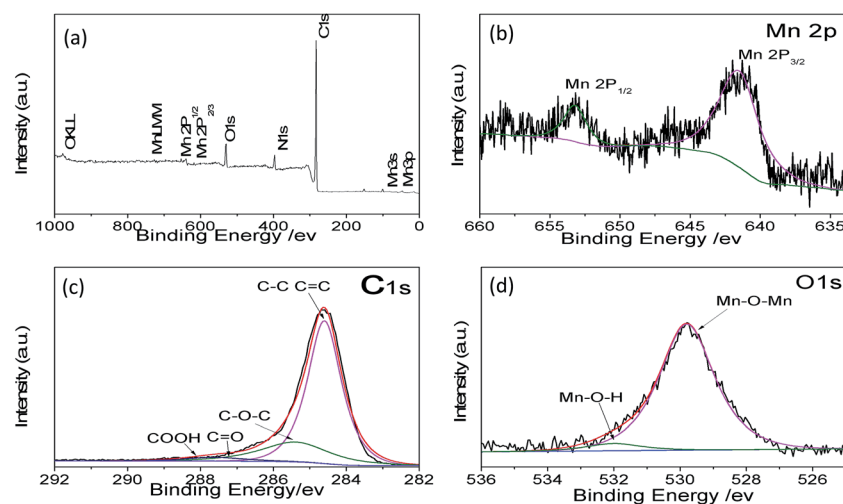 (a)
Intensity (a.u.)
OKLL
MnLMM
Mn 2P1/2
Mn 2P2/3
O1s
N1s
C1s
Mn3s
Mn3p
1000 800 600 400 200 0
Binding Energy /ev
(b)
Mn 2p
Intensity (a.u.)
Mn 2P1/2
Mn 2P3/2
660 655 650 645 640 635
Binding Energy /ev
(c)
C1s
Intensity (a.u.)
C-C C=C
C-O-C
C=O
COOH
292 290 288 286 284 282
Binding Energy/ev
(d)
O1s
Intensity (a.u.)
Mn-O-Mn
Mn-O-H
536 534 532 530 528 526
Binding Energy /ev